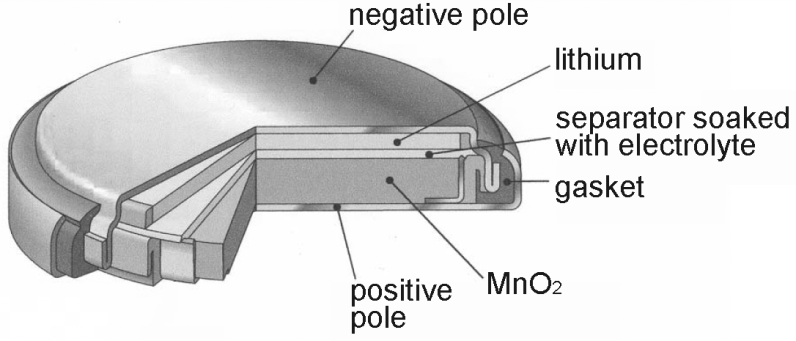 negative pole
lithium
separator soaked
with electrolyte
gasket
MnO₂
positive
pole